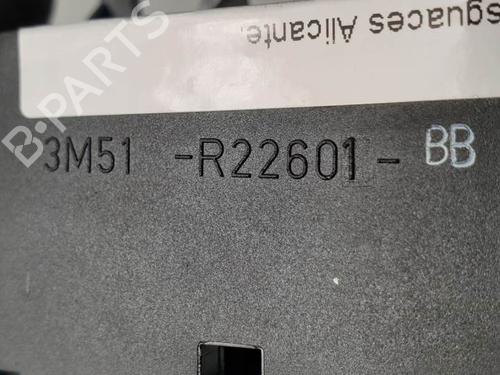 sguaces Alicante.
3M51 -R22601- BB
B-PARTS